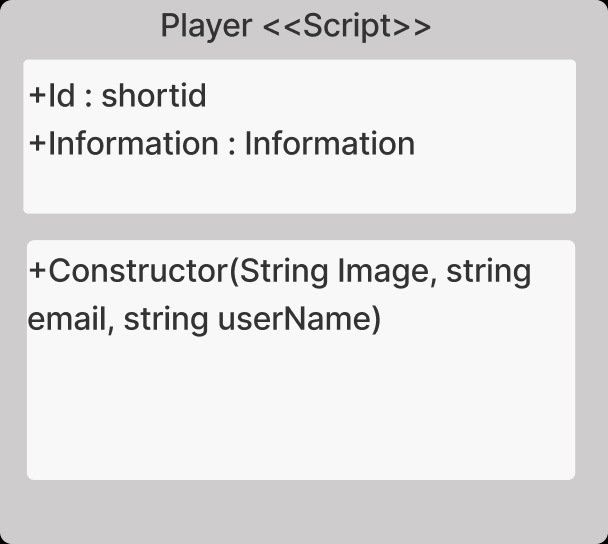 Player <<Script>>
+Id : shortid
+Information : Information
+Constructor(String Image, string
email, string userName)